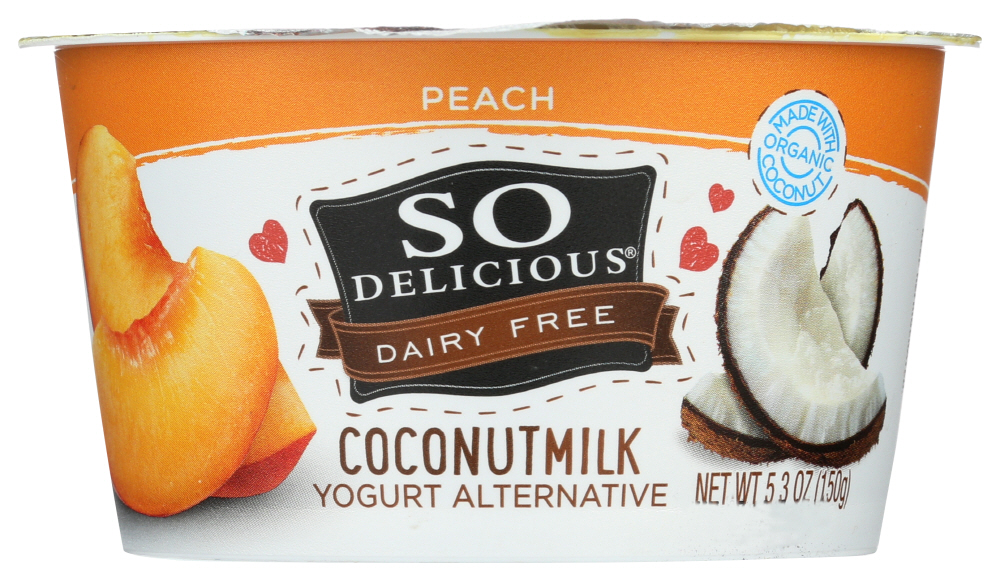 PEACH
MADE WITH
ORGANIC
COCONUT
SO
DELICIOUS®
DAIRY FREE
COCONUTMILK
YOGURT ALTERNATIVE
NET WT 5.3 OZ (150g)